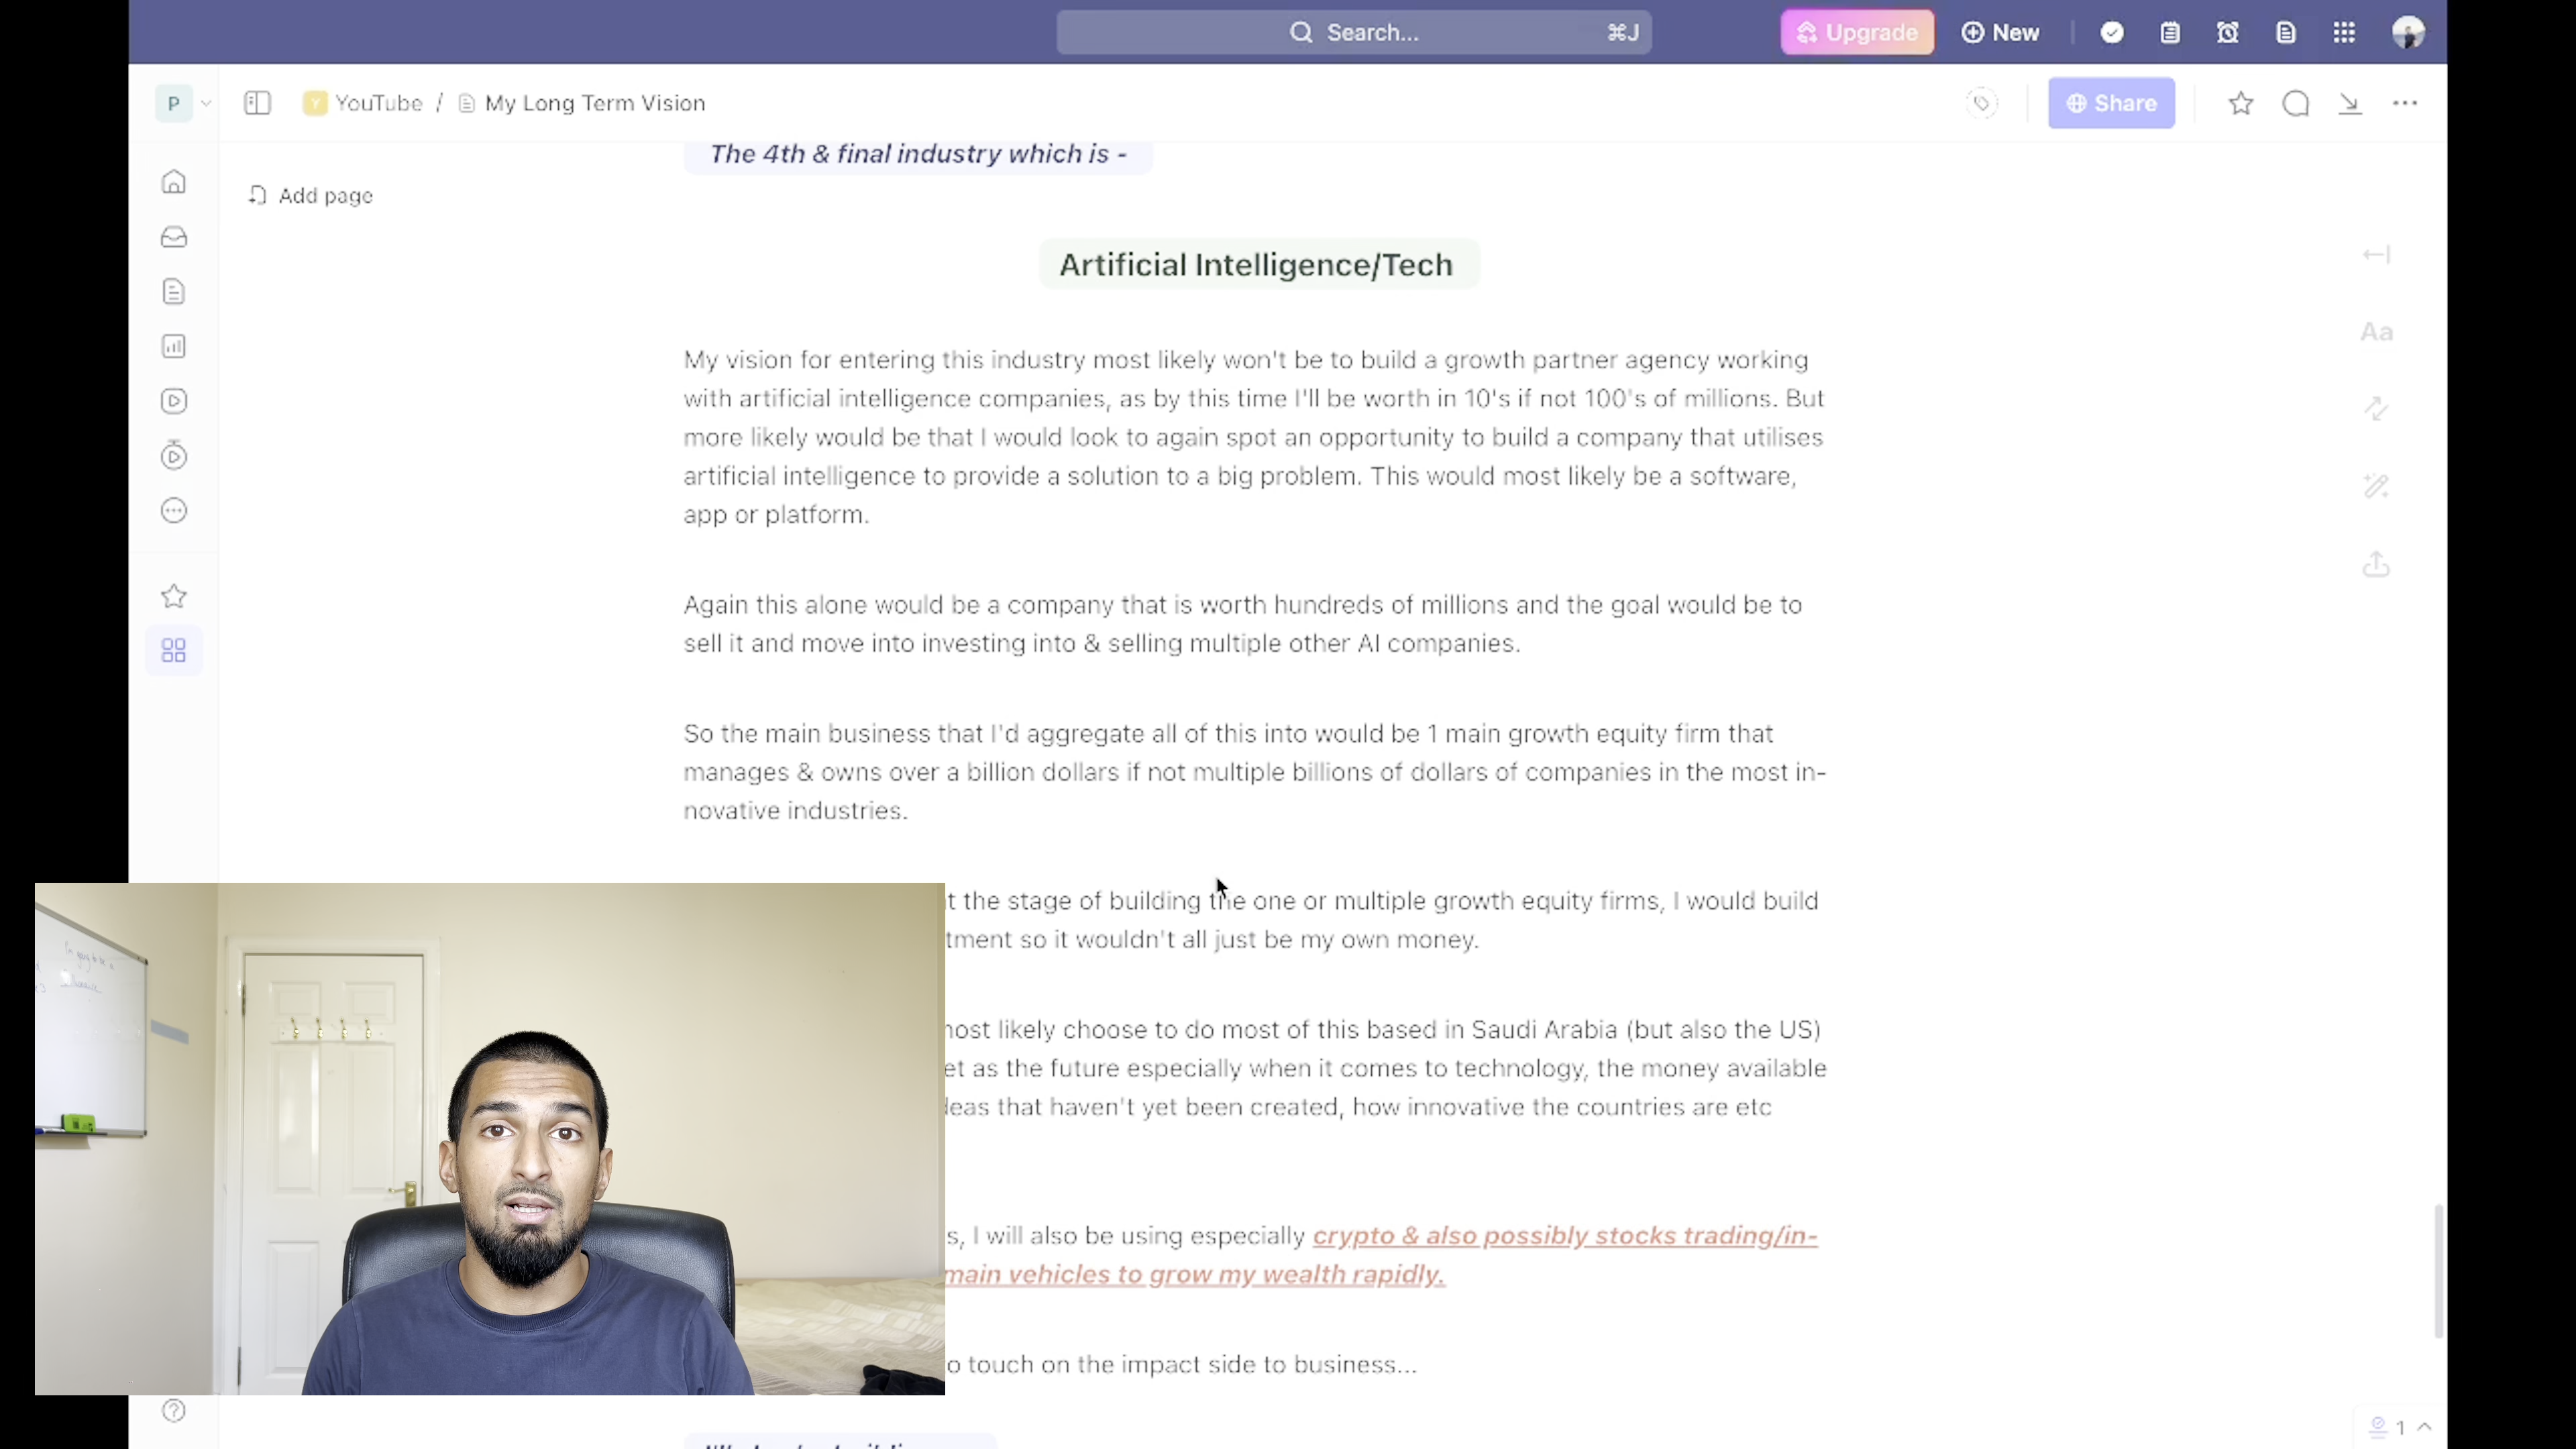 Search... ⌘J
Upgrade
New
P
Y YouTube / My Long Term Vision
Share
Add page
The 4th & final industry which is -
Artificial Intelligence/Tech
My vision for entering this industry most likely won't be to build a growth partner agency working
with artificial intelligence companies, as by this time I'll be worth in 10's if not 100's of millions. But
more likely would be that I would look to again spot an opportunity to build a company that utilises
artificial intelligence to provide a solution to a big problem. This would most likely be a software,
app or platform.
Again this alone would be a company that is worth hundreds of millions and the goal would be to
sell it and move into investing into & selling multiple other AI companies.
So the main business that I'd aggregate all of this into would be 1 main growth equity firm that
manages & owns over a billion dollars if not multiple billions of dollars of companies in the most in-
novative industries.
t the stage of building the one or multiple growth equity firms, I would build
tment so it wouldn't all just be my own money.
most likely choose to do most of this based in Saudi Arabia (but also the US)
et as the future especially when it comes to technology, the money available
deas that haven't yet been created, how innovative the countries are etc
s, I will also be using especially crypto & also possibly stocks trading/in-
main vehicles to grow my wealth rapidly.
o touch on the impact side to business...
Aa
1